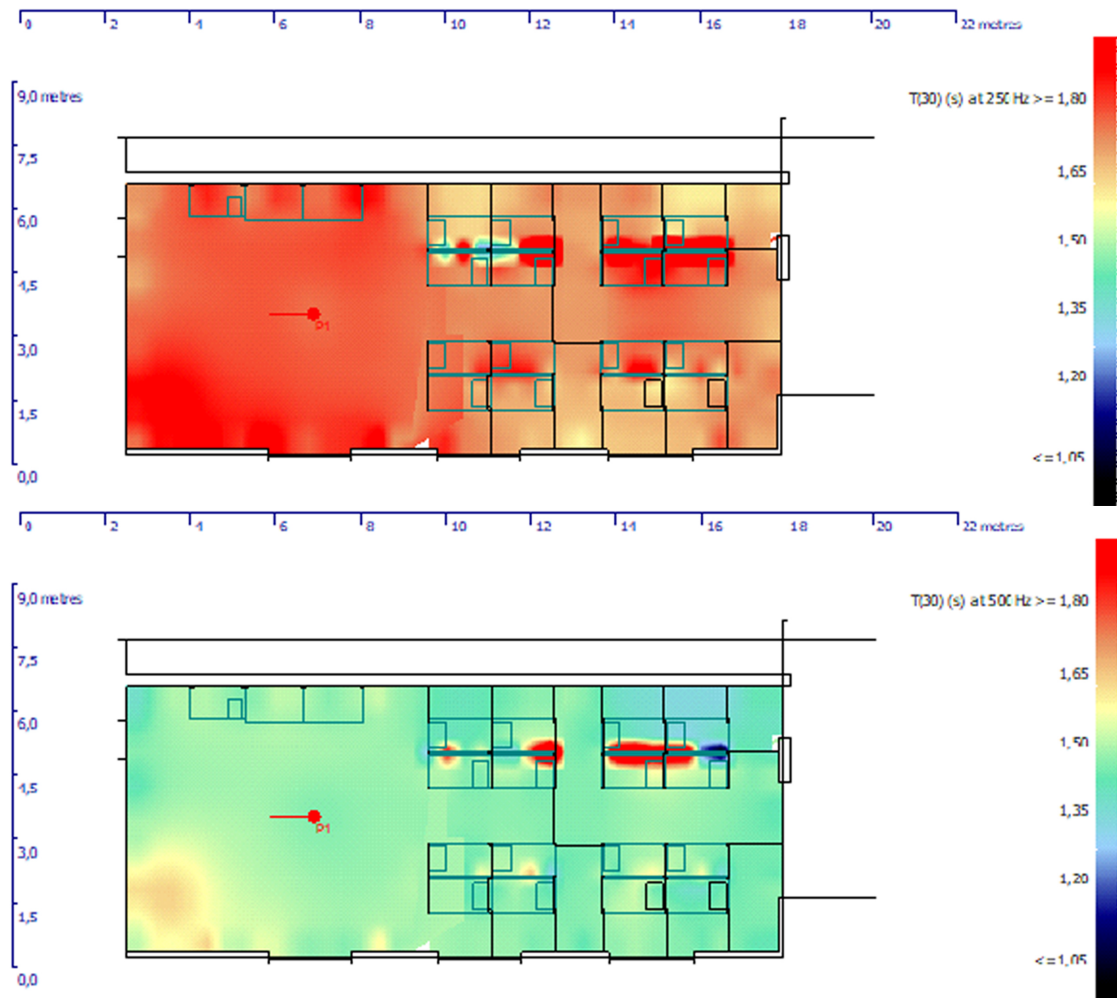 0 2 4 6 8 10 12 14 16 18 20 22 metres
9,0 metres
T(30) (s) at 250 Hz >= 1,80
7,5
1,65
6,0
1,50
4,5
1,35
P1
3,0
1,20
1,5
<= 1,05
0,0
0 2 4 6 8 10 12 14 16 18 20 22 metres
9,0 metres
T(30) (s) at 500 Hz >= 1,80
7,5
1,65
6,0
1,50
4,5
1,35
P1
3,0
1,20
1,5
<= 1,05
0,0